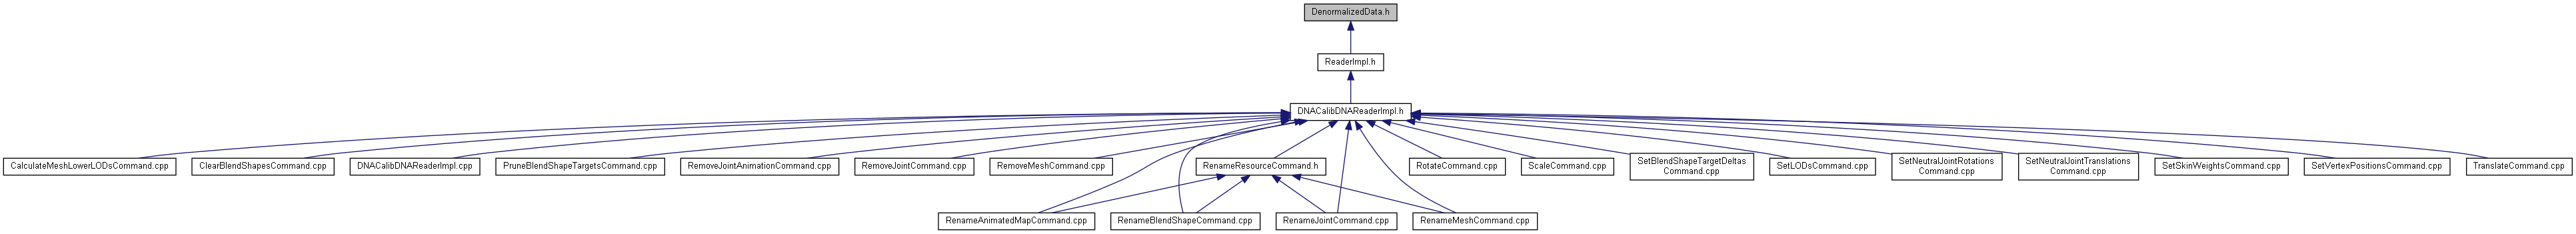 DenormalizedData.h
ReaderImpl.h
DNACalibDNAReaderImpl.h
CalculateMeshLowerLODsCommand.cpp
ClearBlendShapesCommand.cpp
DNACalibDNAReaderImpl.cpp
PruneBlendShapeTargetsCommand.cpp
RemoveJointAnimationCommand.cpp
RemoveJointCommand.cpp
RemoveMeshCommand.cpp
RenameResourceCommand.h
RotateCommand.cpp
ScaleCommand.cpp
SetBlendShapeTargetDeltas
Command.cpp
SetLODsCommand.cpp
SetNeutralJointRotations
Command.cpp
SetNeutralJointTranslations
Command.cpp
SetSkinWeightsCommand.cpp
SetVertexPositionsCommand.cpp
TranslateCommand.cpp
RenameAnimatedMapCommand.cpp
RenameBlendShapeCommand.cpp
RenameJointCommand.cpp
RenameMeshCommand.cpp